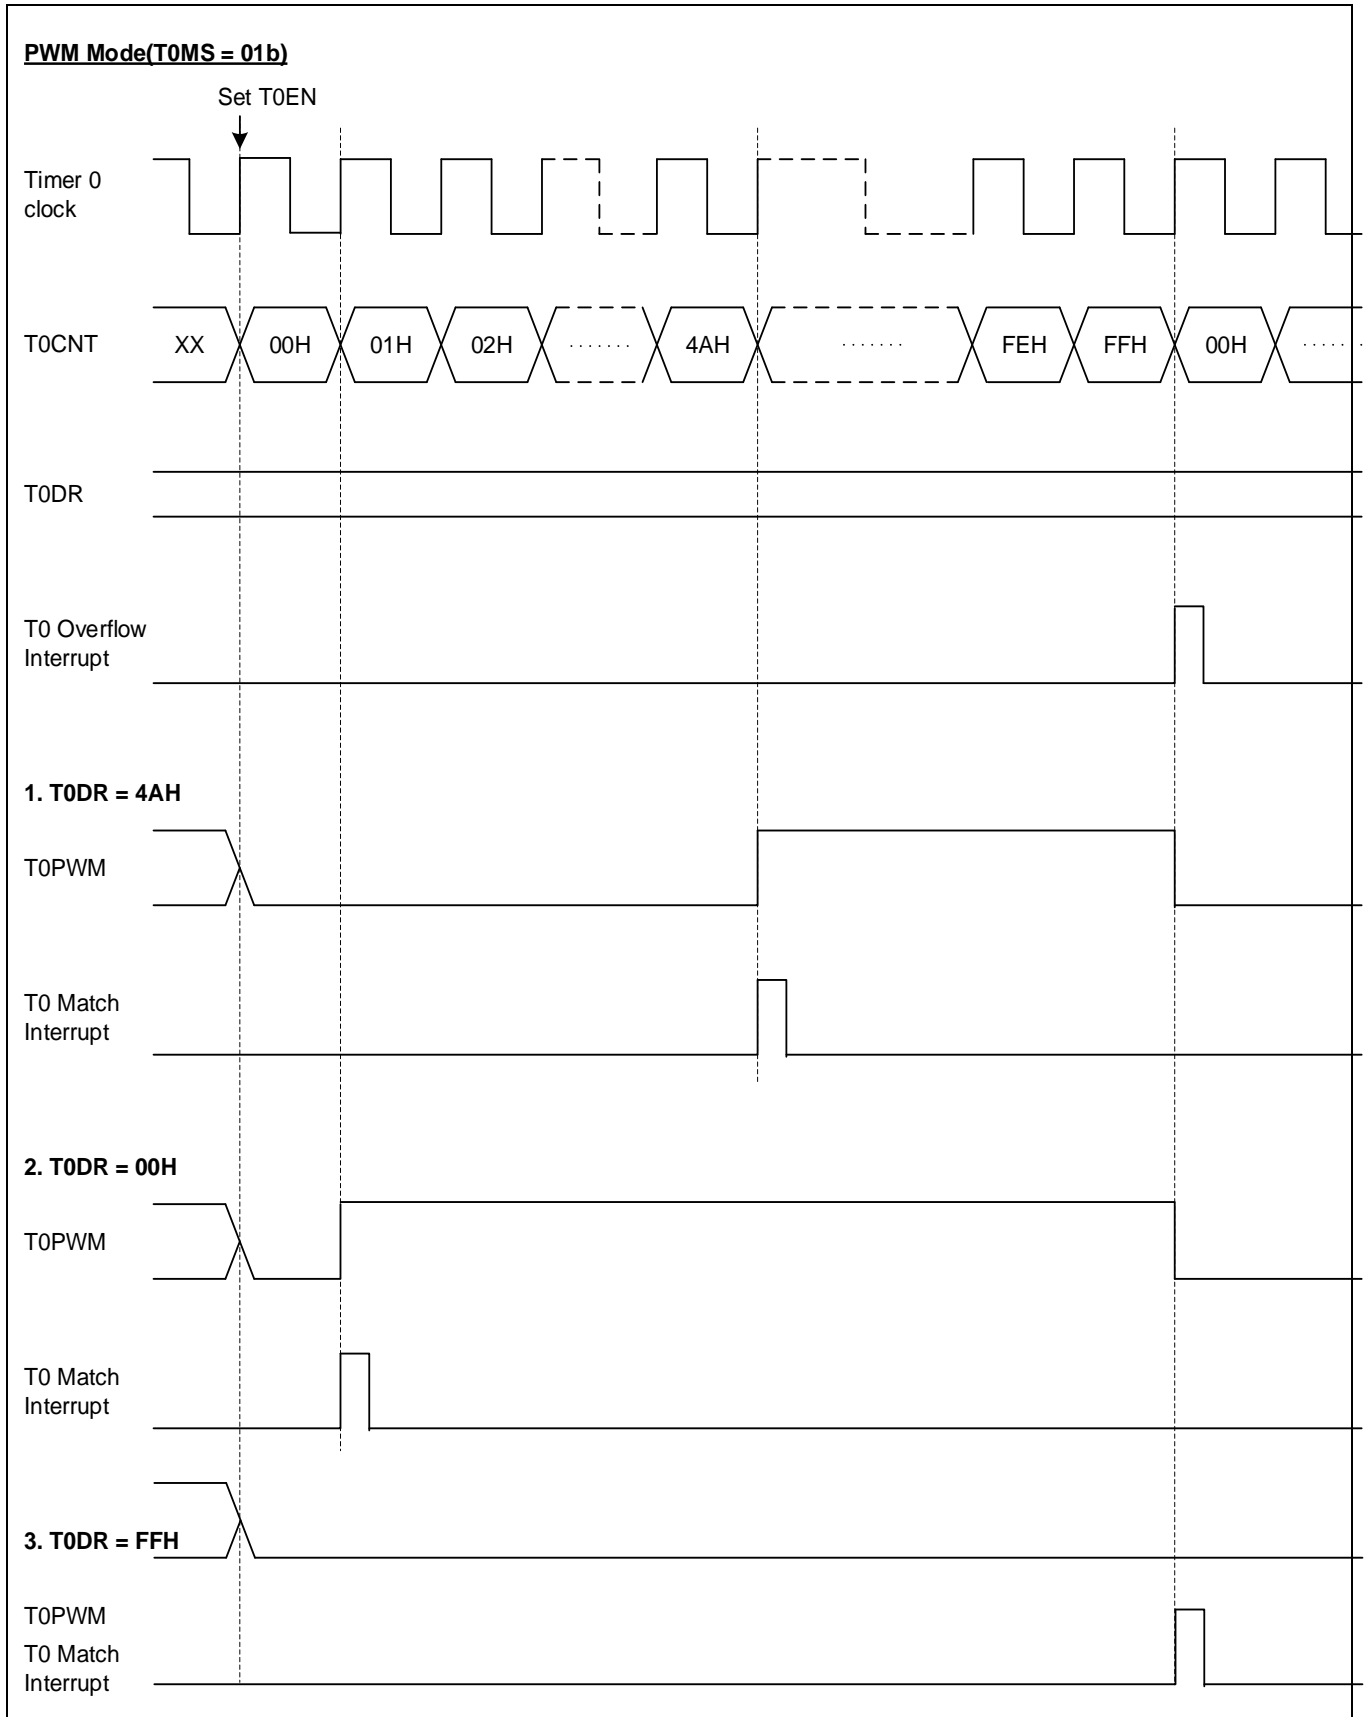 PWM Mode(T0MS = 01b)
Set T0EN
Timer 0
clock
T0CNT
XX 00H 01H 02H ······· 4AH ······· FEH FFH 00H ······
T0DR
T0 Overflow
Interrupt
1. T0DR = 4AH
T0PWM
T0 Match
Interrupt
2. T0DR = 00H
T0PWM
T0 Match
Interrupt
3. T0DR = FFH
T0PWM
T0 Match
Interrupt